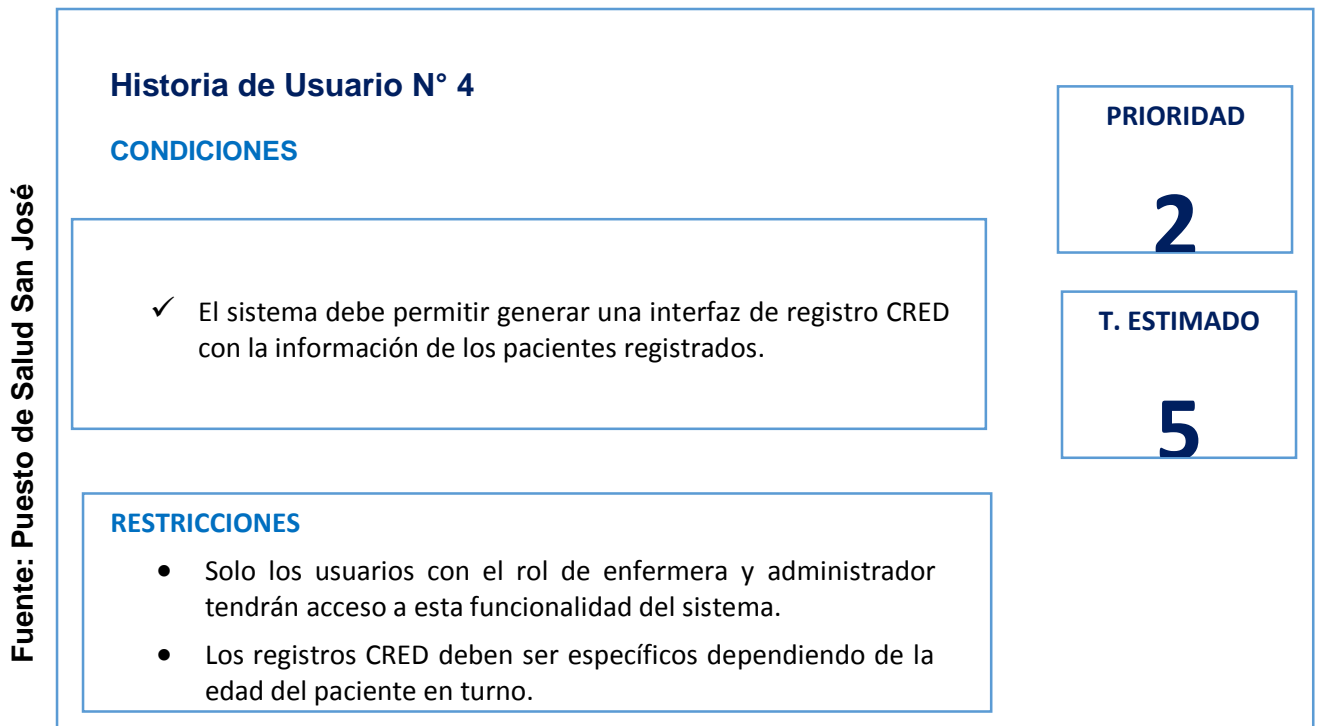 Historia de Usuario N° 4
CONDICIONES
✓ El sistema debe permitir generar una interfaz de registro CRED
con la información de los pacientes registrados.
PRIORIDAD
2
T. ESTIMADO
5
RESTRICCIONES
• Solo los usuarios con el rol de enfermera y administrador
tendrán acceso a esta funcionalidad del sistema.
• Los registros CRED deben ser específicos dependiendo de la
edad del paciente en turno.
Fuente: Puesto de Salud San José